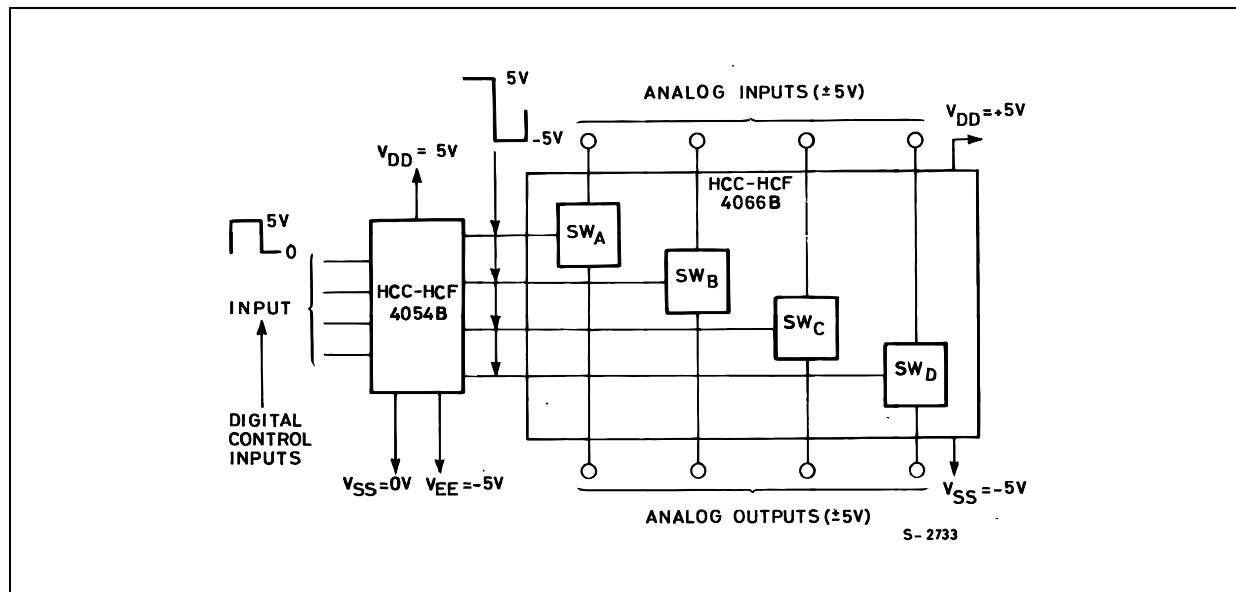 5V
-5V
ANALOG INPUTS (±5V)
VDD=+5V
VDD= 5V
HCC-HCF
4066B
5V
0
INPUT
HCC-HCF
4054B
SWA
SWB
SWC
SWD
DIGITAL
CONTROL
INPUTS
VSS=0V
VEE=-5V
VSS=-5V
ANALOG OUTPUTS (±5V)
S-2733